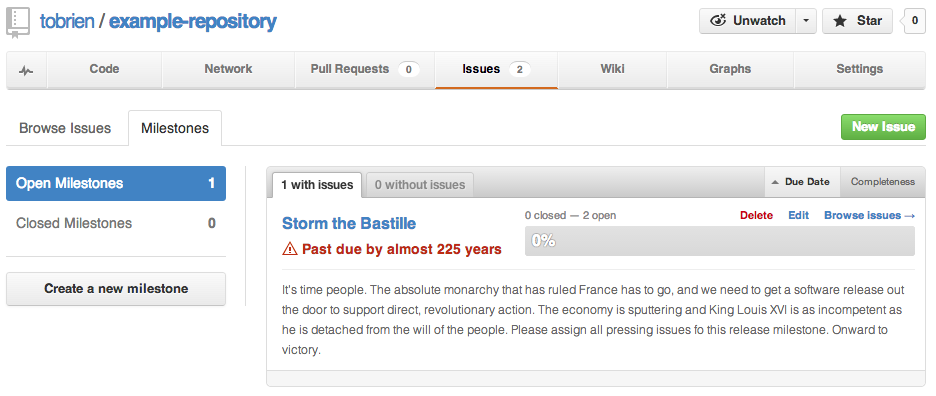 tobrien / example-repository
Unwatch
Star
0
Code
Network
Pull Requests 0
Issues 2
Wiki
Graphs
Settings
Browse Issues
Milestones
New Issue
Open Milestones 1
Closed Milestones 0
Create a new milestone
1 with issues
0 without issues
Due Date
Completeness
Storm the Bastille
Past due by almost 225 years
0 closed — 2 open
Delete
Edit
Browse issues →
0%
It's time people. The absolute monarchy that has ruled France has to go, and we need to get a software release out
the door to support direct, revolutionary action. The economy is sputtering and King Louis XVI is as incompetent as
he is detached from the will of the people. Please assign all pressing issues fo this release milestone. Onward to
victory.